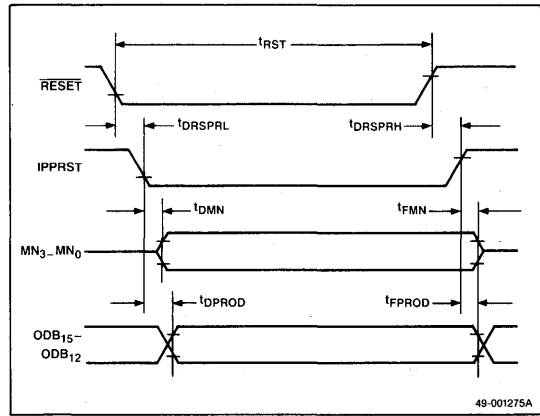 tRST
RESET
tDRSPRL
tDRSPRH
IPPRST
tDMN
tFMN
MN3–MN0
tDPROD
tFPROD
ODB15–
ODB12
49-001275A